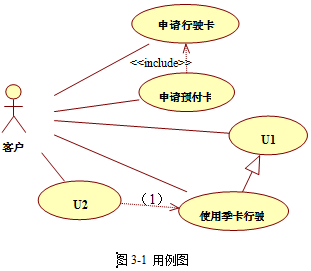 申请行驶卡
<<include>>
申请预付卡
客户
U1
U2
（1）
使用季卡行驶
图 3-1 用例图